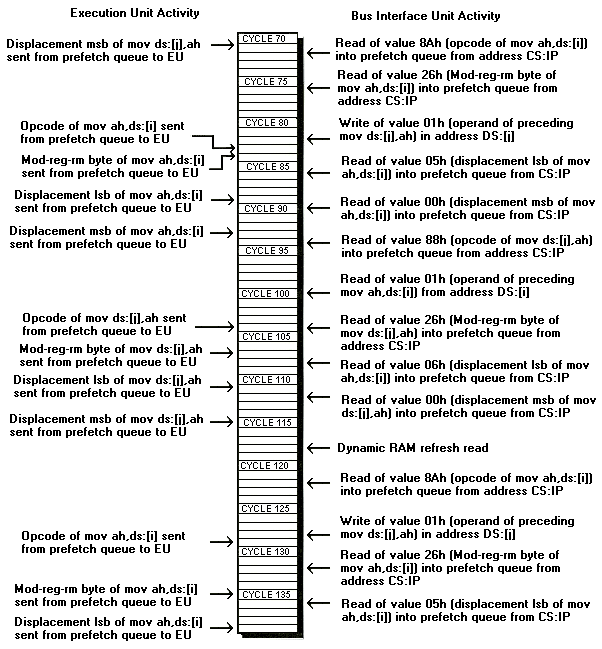 Execution Unit Activity
Bus Interface Unit Activity
Displacement msb of mov ds:[j],ah
sent from prefetch queue to EU
CYCLE 70
Read of value 8Ah (opcode of mov ah,ds:[i])
into prefetch queue from address CS:IP
CYCLE 75
Read of value 26h (Mod-reg-rm byte of
mov ah,ds:[i]) into prefetch queue from
address CS:IP
Opcode of mov ah,ds:[i] sent
from prefetch queue to EU
CYCLE 80
Write of value 01h (operand of preceding
mov ds:[j],ah) in address DS:[j]
Mod-reg-rm byte of mov ah,ds:[i]
sent from prefetch queue to EU
CYCLE 85
Read of value 05h (displacement lsb of mov
ah,ds:[i]) into prefetch queue from CS:IP
Displacement lsb of mov ah,ds:[i]
sent from prefetch queue to EU
CYCLE 90
Read of value 00h (displacement msb of mov
ah,ds:[i]) into prefetch queue from CS:IP
Displacement msb of mov ah,ds:[i]
sent from prefetch queue to EU
CYCLE 95
Read of value 88h (opcode of mov ds:[j],ah)
into prefetch queue from address CS:IP
CYCLE 100
Read of value 01h (operand of preceding
mov ah,ds:[i]) from address DS:[i]
Opcode of mov ds:[j],ah sent
from prefetch queue to EU
CYCLE 105
Read of value 26h (Mod-reg-rm byte of
mov ds:[j],ah) into prefetch queue from
address CS:IP
Mod-reg-rm byte of mov ds:[j],ah
sent from prefetch queue to EU
Read of value 06h (displacement lsb of mov
ah,ds:[i]) into prefetch queue from CS:IP
Displacement lsb of mov ds:[j],ah
sent from prefetch queue to EU
CYCLE 110
Read of value 00h (displacement msb of mov
ds:[j],ah) into prefetch queue from CS:IP
Displacement msb of mov ds:[j],ah
sent from prefetch queue to EU
CYCLE 115
Dynamic RAM refresh read
CYCLE 120
Read of value 8Ah (opcode of mov ah,ds:[i])
into prefetch queue from address CS:IP
CYCLE 125
Write of value 01h (operand of preceding
mov ds:[j],ah) in address DS:[j]
Opcode of mov ah,ds:[i] sent
from prefetch queue to EU
CYCLE 130
Read of value 26h (Mod-reg-rm byte of
mov ah,ds:[i]) into prefetch queue from
address CS:IP
Mod-reg-rm byte of mov ah,ds:[i]
sent from prefetch queue to EU
CYCLE 135
Read of value 05h (displacement lsb of mov
ah,ds:[i]) into prefetch queue from CS:IP
Displacement lsb of mov ah,ds:[i]
sent from prefetch queue to EU